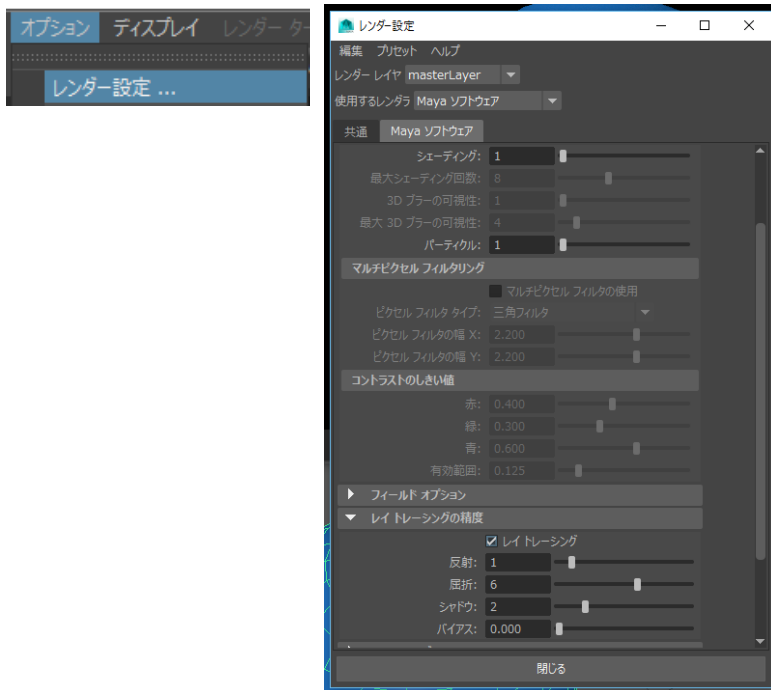 オプション ディスプレイ レンダー ター
レンダー設定 ...
レンダー設定
編集 プリセット ヘルプ
レンダー レイヤ masterLayer
使用するレンダラ Maya ソフトウェア
共通 Maya ソフトウェア
シェーディング: 1
最大シェーディング回数: 8
3D ブラーの可視性: 1
最大 3D ブラーの可視性: 4
パーティクル: 1
マルチピクセル フィルタリング
マルチピクセル フィルタの使用
ピクセル フィルタ タイプ: 三角フィルタ
ピクセル フィルタの幅 X: 2.200
ピクセル フィルタの幅 Y: 2.200
コントラストのしきい値
赤: 0.400
緑: 0.300
青: 0.600
有効範囲: 0.125
フィールド オプション
レイ トレーシングの精度
レイ トレーシング
反射: 1
屈折: 6
シャドウ: 2
バイアス: 0.000
閉じる